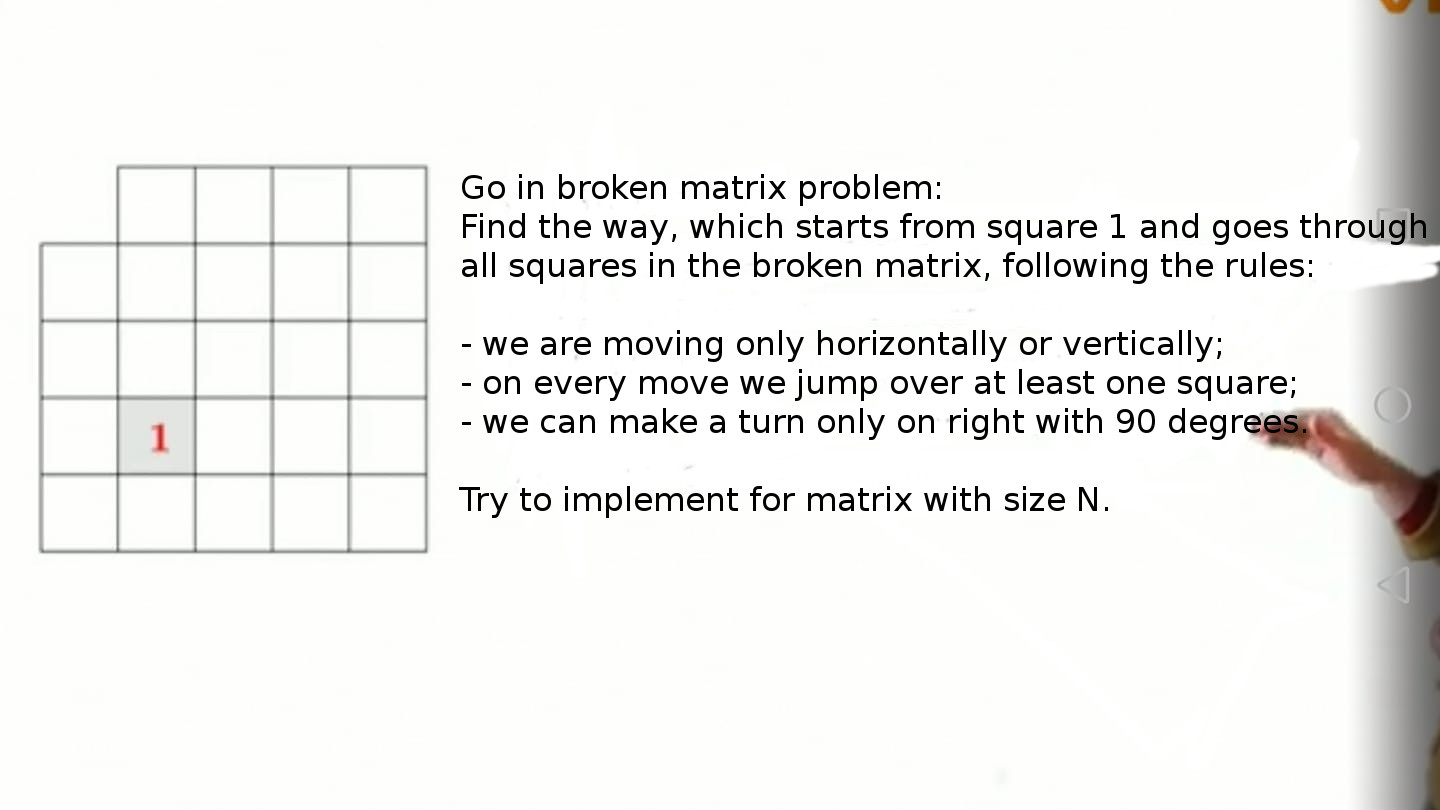 Go in broken matrix problem:
Find the way, which starts from square 1 and goes through
all squares in the broken matrix, following the rules:
- we are moving only horizontally or vertically;
- on every move we jump over at least one square;
- we can make a turn only on right with 90 degrees.
Try to implement for matrix with size N.
1